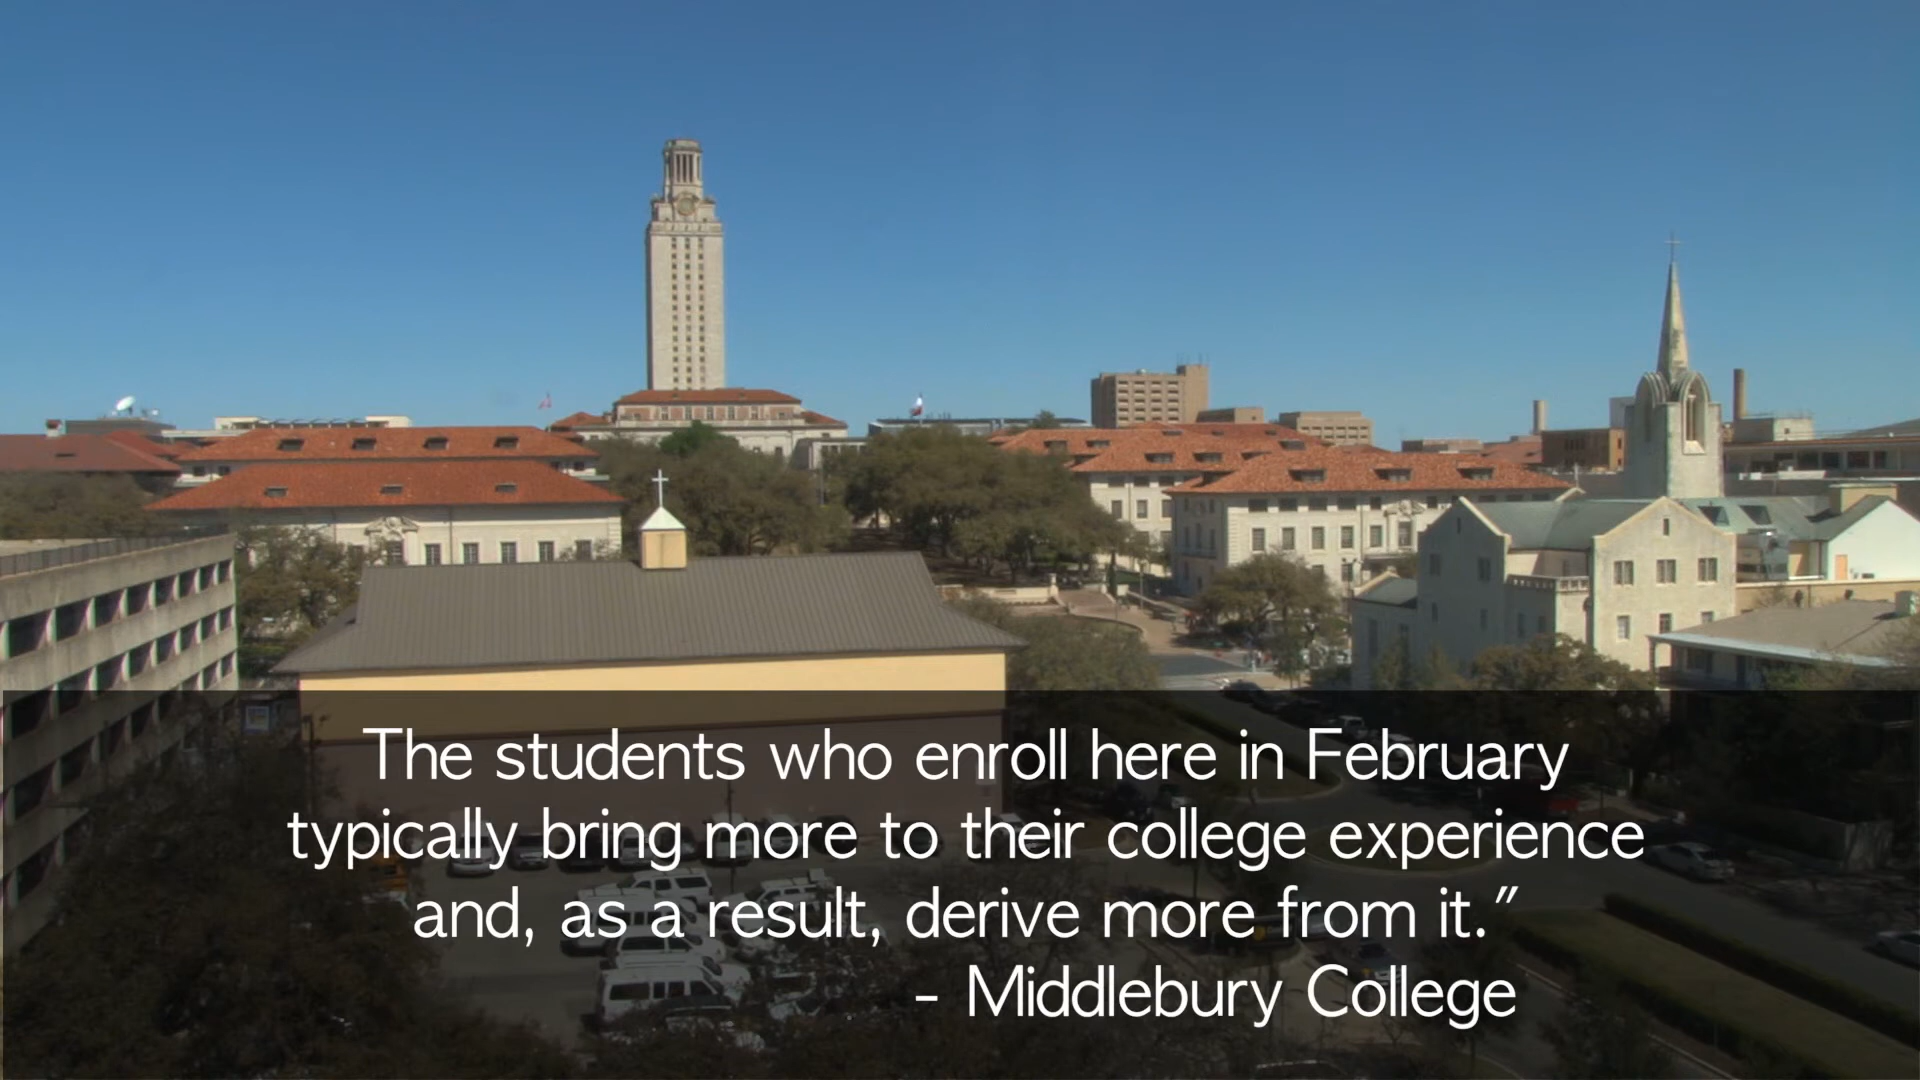 The students who enroll here in February
typically bring more to their college experience
and, as a result, derive more from it."
- Middlebury College